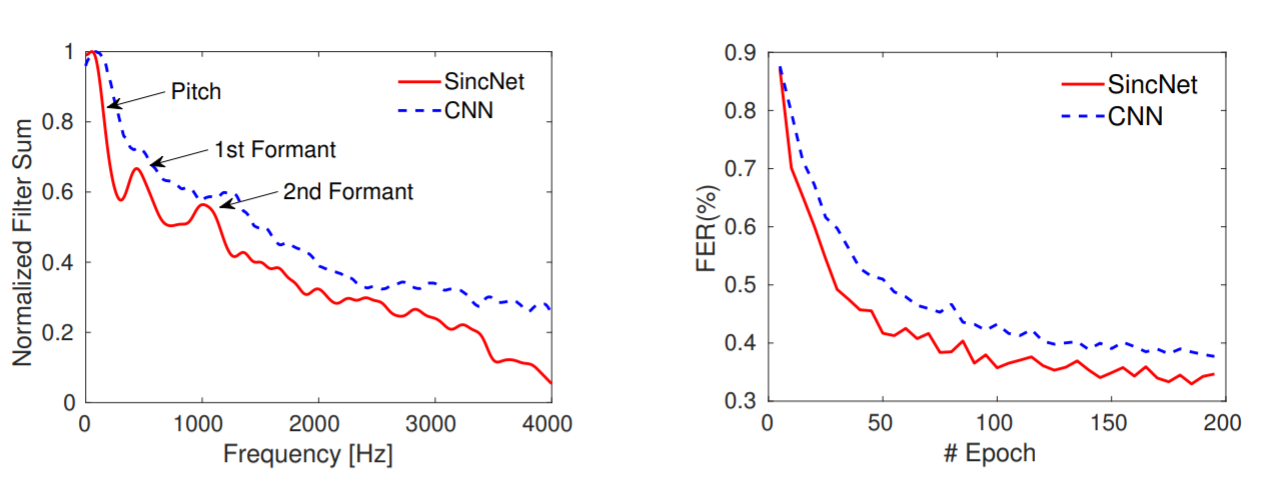 1
0.8
0.6
0.4
0.2
0
Normalized Filter Sum
Pitch
1st Formant
2nd Formant
SincNet
CNN
0 1000 2000 3000 4000
Frequency [Hz]
0.9
0.8
0.7
0.6
0.5
0.4
0.3
FER(%)
SincNet
CNN
0 50 100 150 200
# Epoch